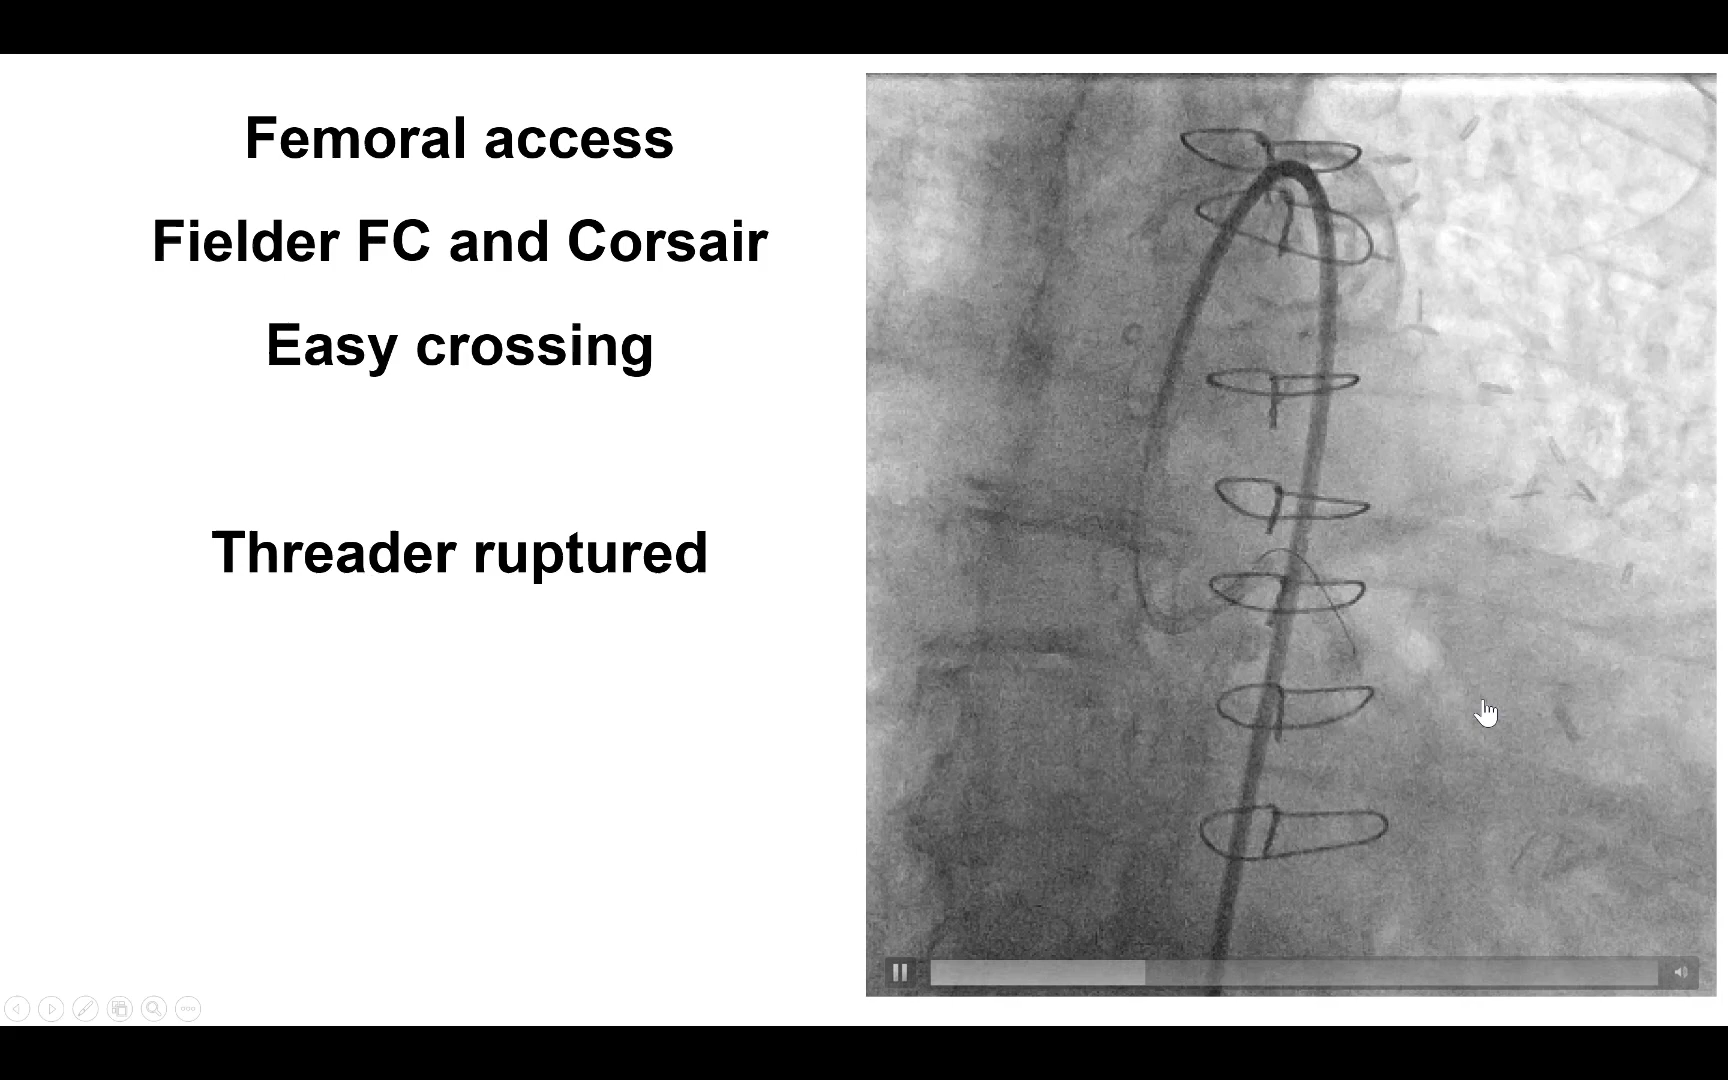 Femoral access
Fielder FC and Corsair
Easy crossing
Threader ruptured